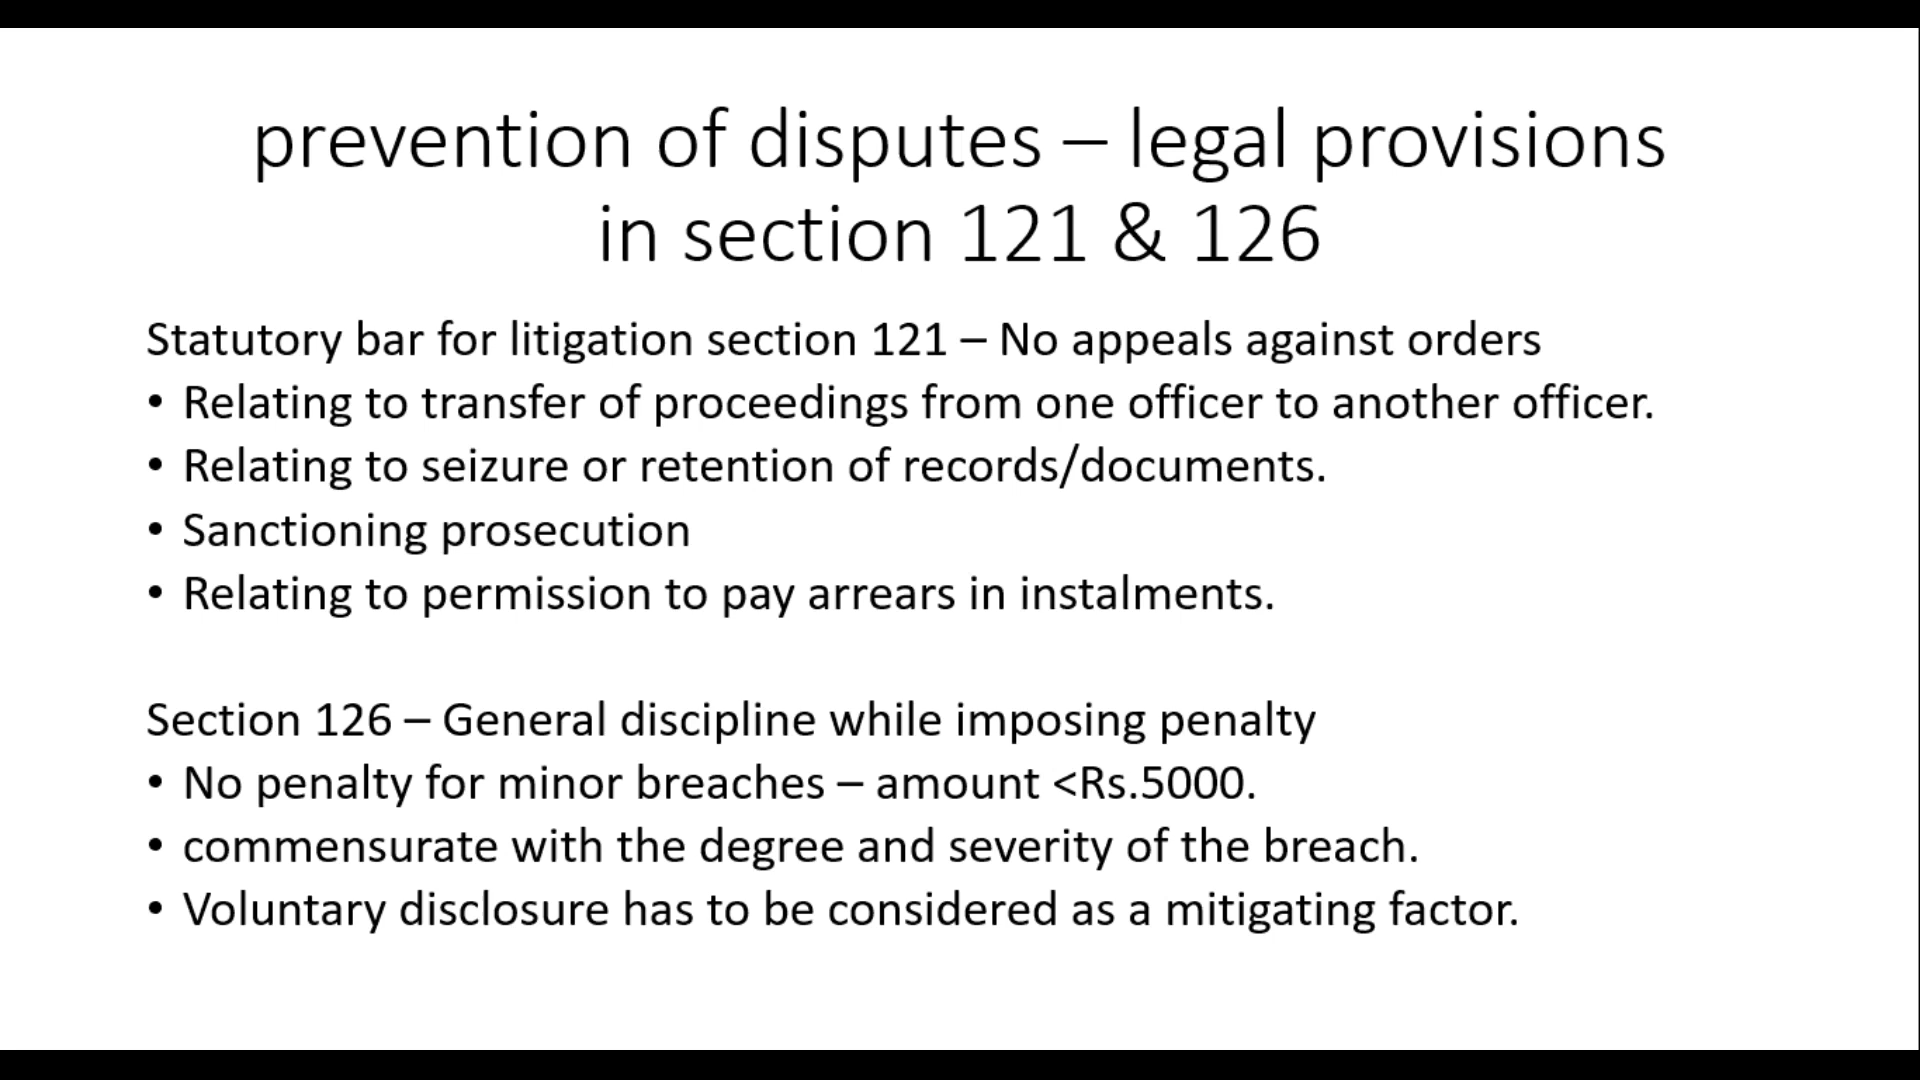 prevention of disputes – legal provisions
in section 121 & 126
Statutory bar for litigation section 121 – No appeals against orders
• Relating to transfer of proceedings from one officer to another officer.
• Relating to seizure or retention of records/documents.
• Sanctioning prosecution
• Relating to permission to pay arrears in instalments.
Section 126 – General discipline while imposing penalty
• No penalty for minor breaches – amount <Rs.5000.
• commensurate with the degree and severity of the breach.
• Voluntary disclosure has to be considered as a mitigating factor.